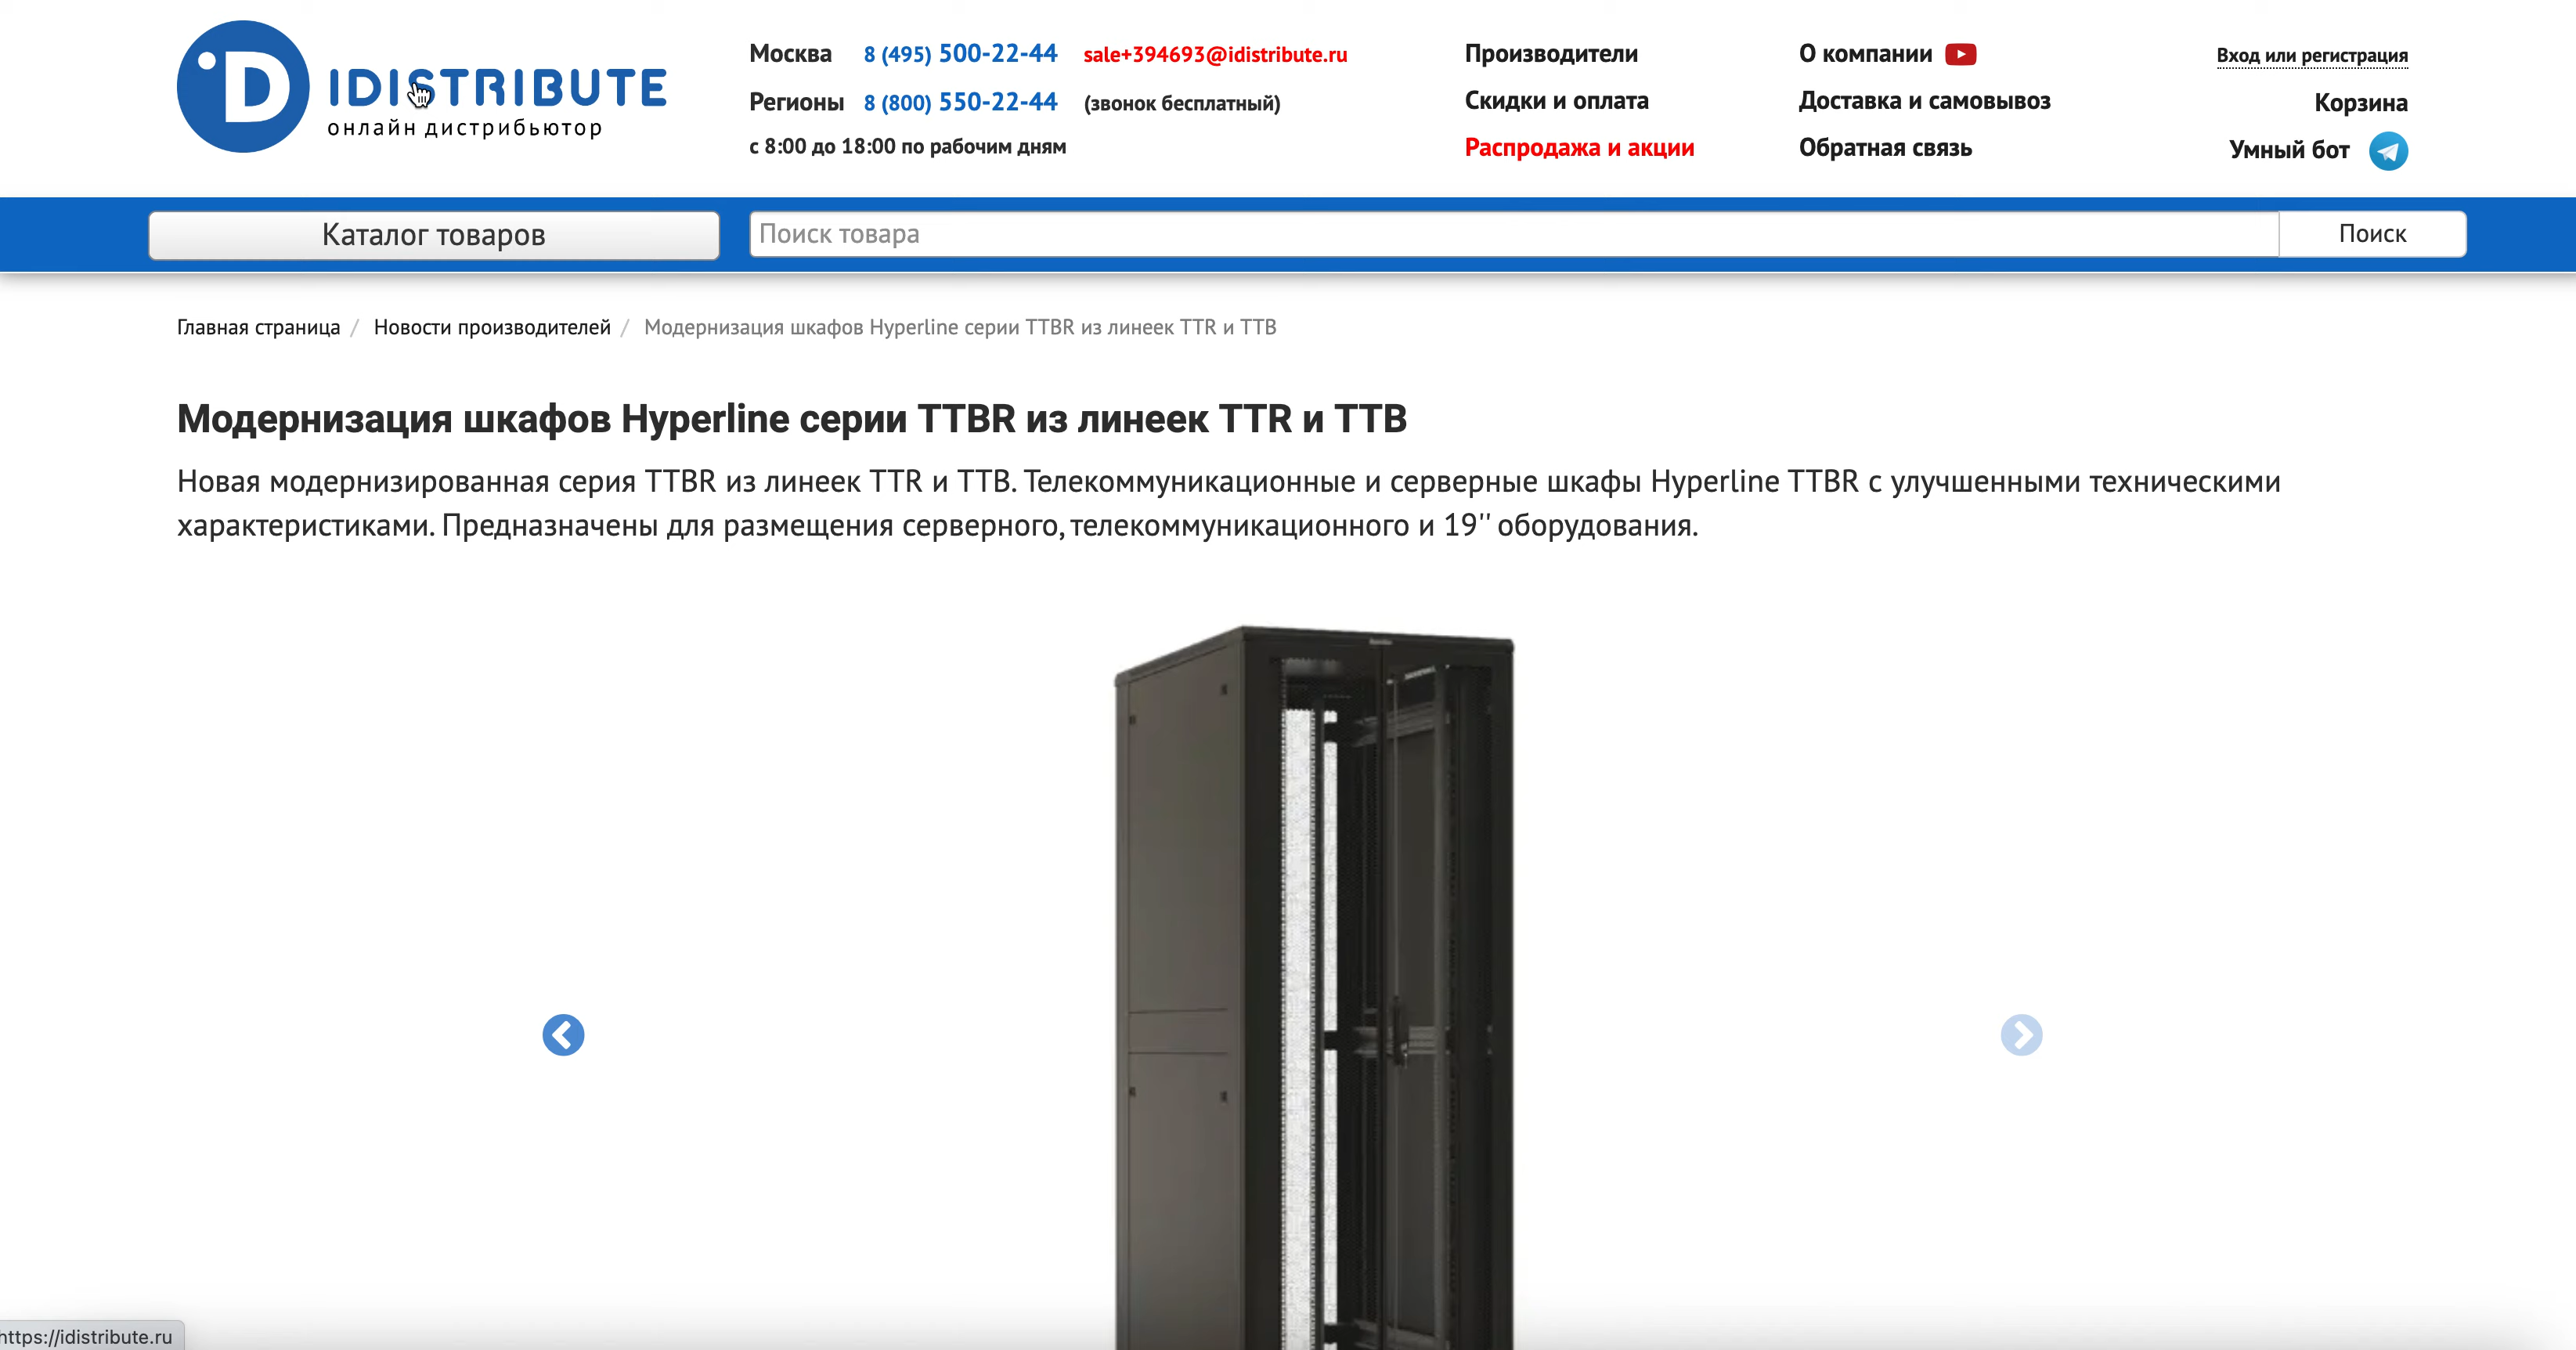 IDISTRIBUTE
онлайн дистрибьютор
Москва 8 (495) 500-22-44 sale+394693@idistribute.ru
Регионы 8 (800) 550-22-44 (звонок бесплатный)
с 8:00 до 18:00 по рабочим дням
Производители
Скидки и оплата
Распродажа и акции
О компании
Доставка и самовывоз
Обратная связь
Вход или регистрация
Корзина
Умный бот
Каталог товаров
Поиск товара
Поиск
Главная страница / Новости производителей / Модернизация шкафов Hyperline серии TTBR из линеек TTR и TTB
Модернизация шкафов Hyperline серии TTBR из линеек TTR и TTB
Новая модернизированная серия TTBR из линеек TTR и TTB. Телекоммуникационные и серверные шкафы Hyperline TTBR с улучшенными техническими
характеристиками. Предназначены для размещения серверного, телекоммуникационного и 19'' оборудования.
https://idistribute.ru